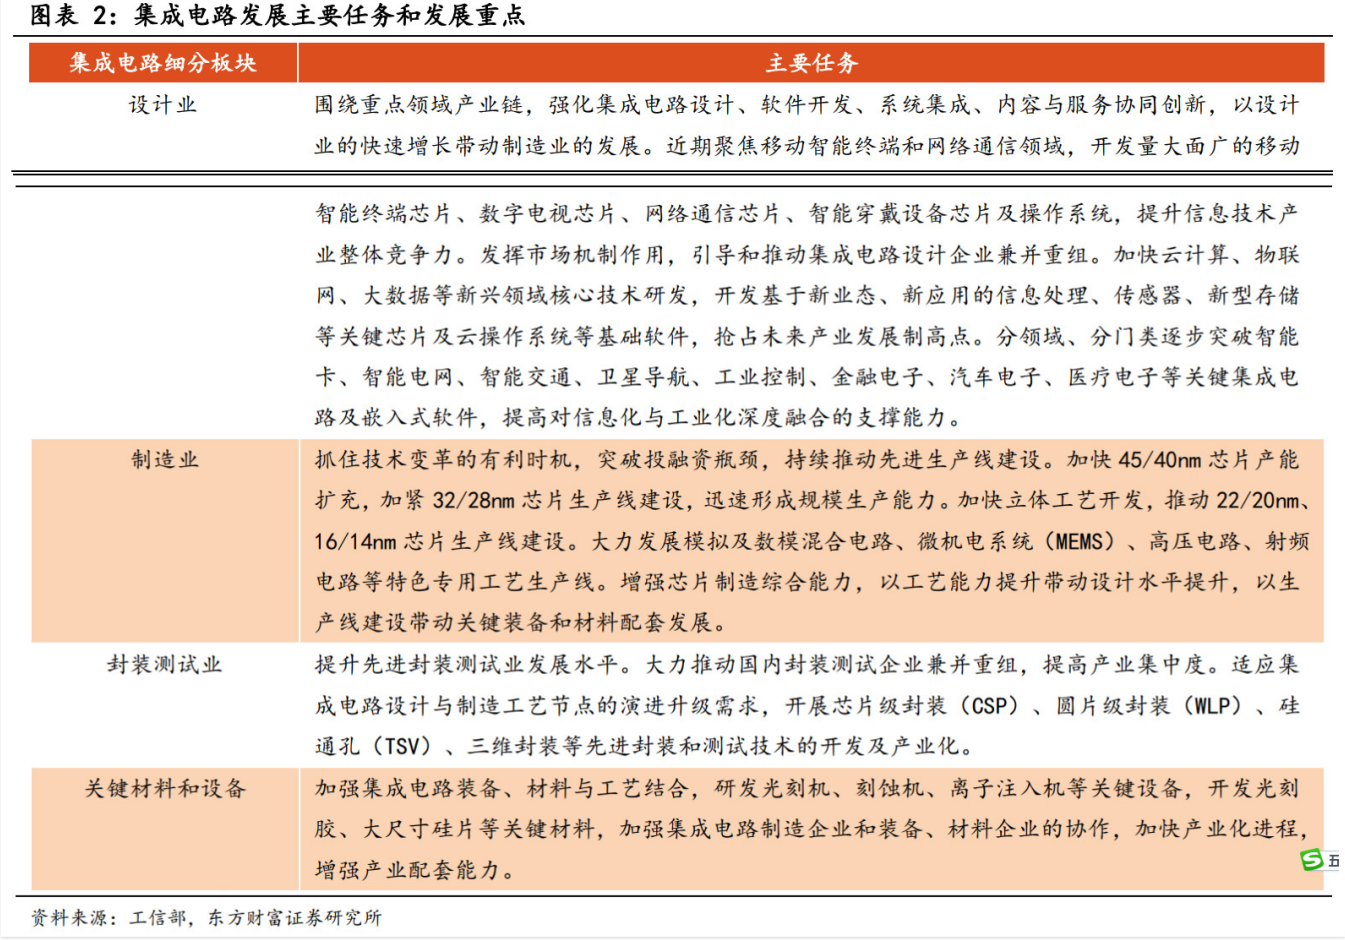 图表 2：集成电路发展主要任务和发展重点
集成电路细分板块
主要任务
设计业
围绕重点领域产业链，强化集成电路设计、软件开发、系统集成、内容与服务协同创新，以设计
业的快速增长带动制造业的发展。近期聚焦移动智能终端和网络通信领域，开发量大面广的移动
智能终端芯片、数字电视芯片、网络通信芯片、智能穿戴设备芯片及操作系统，提升信息技术产
业整体竞争力。发挥市场机制作用，引导和推动集成电路设计企业兼并重组。加快云计算、物联
网、大数据等新兴领域核心技术研发，开发基于新业态、新应用的信息处理、传感器、新型存储
等关键芯片及云操作系统等基础软件，抢占未来产业发展制高点。分领域、分门类逐步突破智能
卡、智能电网、智能交通、卫星导航、工业控制、金融电子、汽车电子、医疗电子等关键集成电
路及嵌入式软件，提高对信息化与工业化深度融合的支撑能力。
制造业
抓住技术变革的有利时机，突破投融资瓶颈，持续推动先进生产线建设。加快 45/40nm 芯片产能
扩充，加紧 32/28nm 芯片生产线建设，迅速形成规模生产能力。加快立体工艺开发，推动 22/20nm、
16/14nm 芯片生产线建设。大力发展模拟及数模混合电路、微机电系统（MEMS）、高压电路、射频
电路等特色专用工艺生产线。增强芯片制造综合能力，以工艺能力提升带动设计水平提升，以生
产线建设带动关键装备和材料配套发展。
封装测试业
提升先进封装测试业发展水平。大力推动国内封装测试企业兼并重组，提高产业集中度。适应集
成电路设计与制造工艺节点的演进升级需求，开展芯片级封装（CSP）、圆片级封装（WLP）、硅
通孔（TSV）、三维封装等先进封装和测试技术的开发及产业化。
关键材料和设备
加强集成电路装备、材料与工艺结合，研发光刻机、刻蚀机、离子注入机等关键设备，开发光刻
胶、大尺寸硅片等关键材料，加强集成电路制造企业和装备、材料企业的协作，加快产业化进程，
增强产业配套能力。
五
资料来源：工信部，东方财富证券研究所